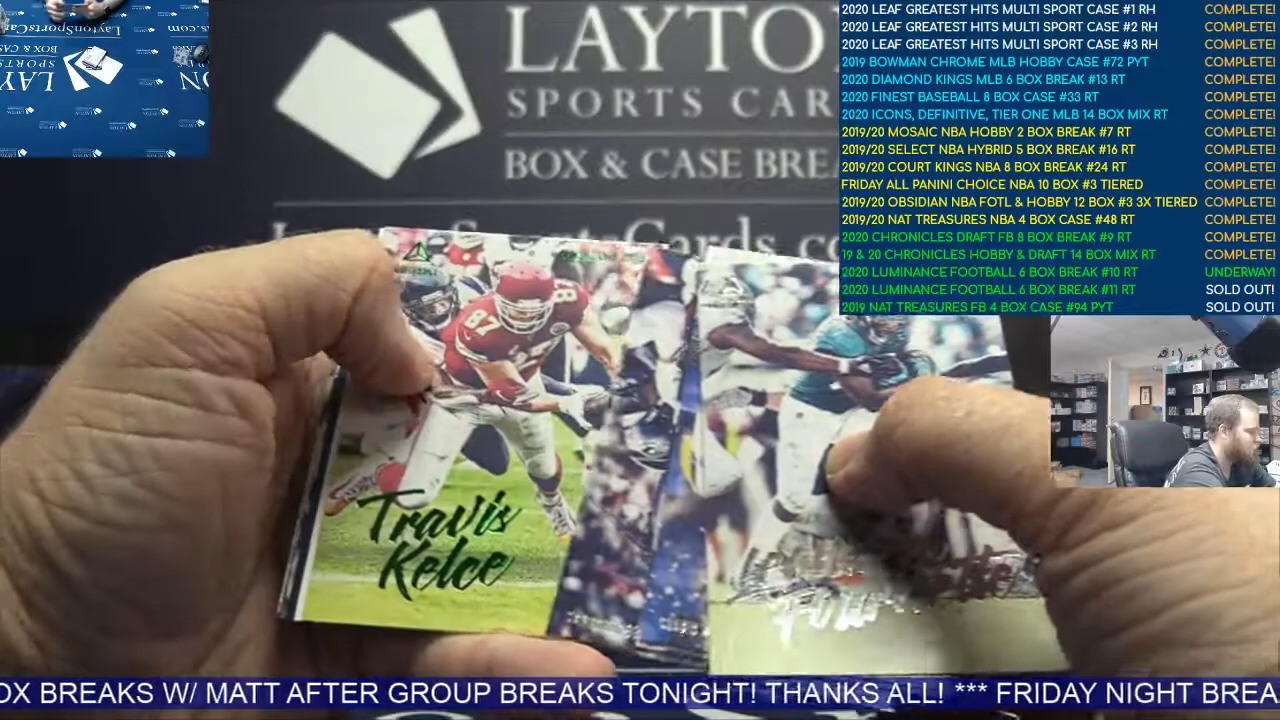 LAYTO
SPORTS CAR
BOX & CASE BREA
LaytonSportsCards.co
2020 LEAF GREATEST HITS MULTI SPORT CASE #1 RH COMPLETE!
2020 LEAF GREATEST HITS MULTI SPORT CASE #2 RH COMPLETE!
2020 LEAF GREATEST HITS MULTI SPORT CASE #3 RH COMPLETE!
2019 BOWMAN CHROME MLB HOBBY CASE #72 PYT COMPLETE!
2020 DIAMOND KINGS MLB 6 BOX BREAK #13 RT COMPLETE!
2020 FINEST BASEBALL 8 BOX CASE #33 RT COMPLETE!
2020 ICONS, DEFINITIVE, TIER ONE MLB 14 BOX MIX RT COMPLETE!
2019/20 MOSAIC NBA HOBBY 2 BOX BREAK #7 RT COMPLETE!
2019/20 SELECT NBA HYBRID 5 BOX BREAK #16 RT COMPLETE!
2019/20 COURT KINGS NBA 8 BOX BREAK #24 RT COMPLETE!
FRIDAY ALL PANINI CHOICE NBA 10 BOX #3 TIERED COMPLETE!
2019/20 OBSIDIAN NBA FOTL & HOBBY 12 BOX #3 3X TIERED COMPLETE!
2019/20 NAT TREASURES NBA 4 BOX CASE #48 RT COMPLETE!
2020 CHRONICLES DRAFT FB 8 BOX BREAK #9 RT COMPLETE!
19 & 20 CHRONICLES HOBBY & DRAFT 14 BOX MIX RT COMPLETE!
2020 LUMINANCE FOOTBALL 6 BOX BREAK #10 RT UNDERWAY!
2020 LUMINANCE FOOTBALL 6 BOX BREAK #11 RT SOLD OUT!
2019 NAT TREASURES FB 4 BOX CASE #94 PYT SOLD OUT!
87
Travis
Kelce
OX BREAKS W/ MATT AFTER GROUP BREAKS TONIGHT! THANKS ALL! *** FRIDAY NIGHT BREA